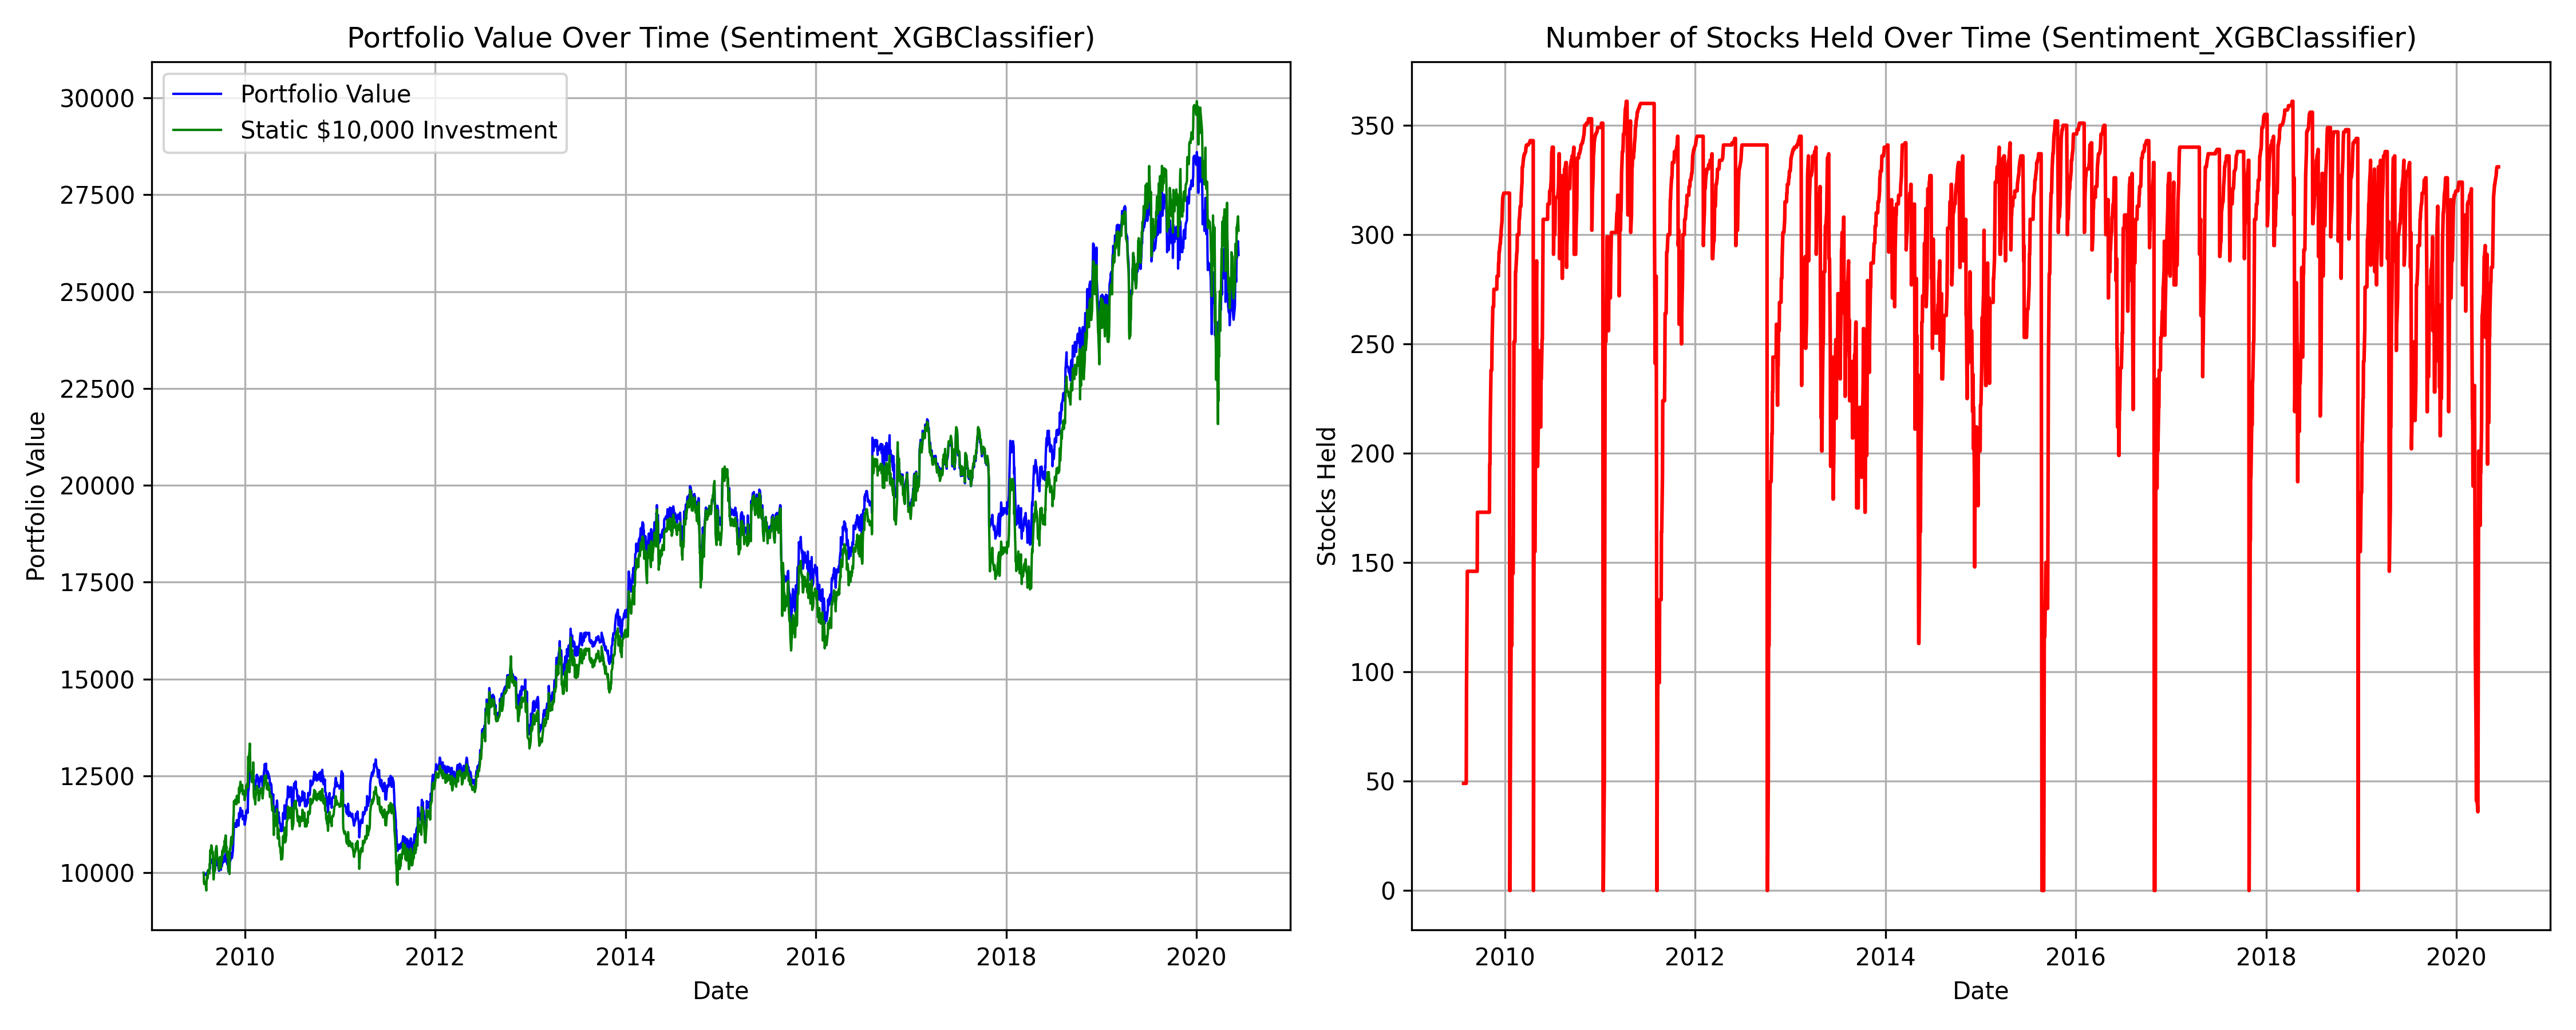 Portfolio Value Over Time (Sentiment_XGBClassifier)
Portfolio Value
Static $10,000 Investment
30000
27500
25000
22500
20000
17500
15000
12500
10000
Portfolio Value
2010 2012 2014 2016 2018 2020
Date
Number of Stocks Held Over Time (Sentiment_XGBClassifier)
350
300
250
200
150
100
50
0
Stocks Held
2010 2012 2014 2016 2018 2020
Date